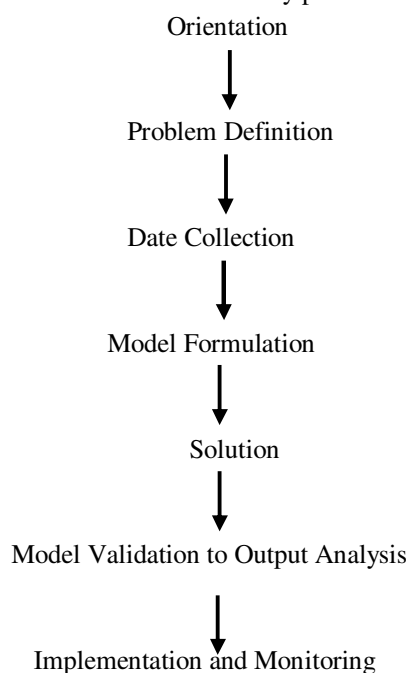 Orientation
Problem Definition
Date Collection
Model Formulation
Solution
Model Validation to Output Analysis
Implementation and Monitoring